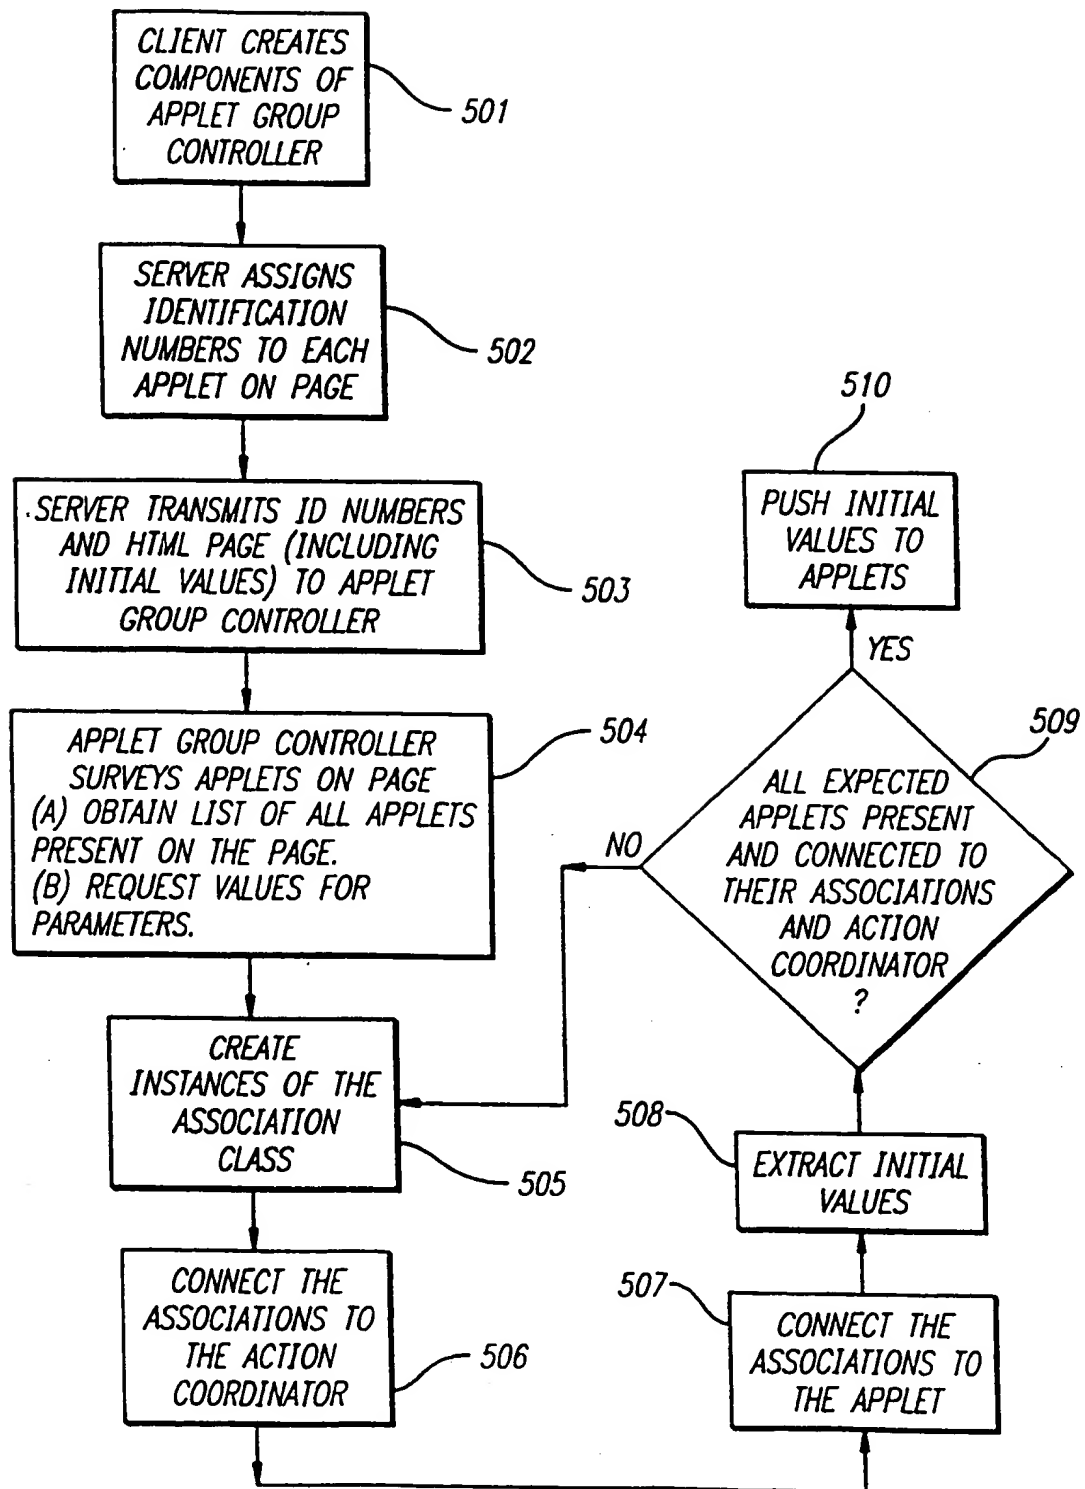 CLIENT CREATES
COMPONENTS OF
APPLET GROUP
CONTROLLER
501
SERVER ASSIGNS
IDENTIFICATION
NUMBERS TO EACH
APPLET ON PAGE
502
SERVER TRANSMITS ID NUMBERS
AND HTML PAGE (INCLUDING
INITIAL VALUES) TO APPLET
GROUP CONTROLLER
503
APPLET GROUP CONTROLLER
SURVEYS APPLETS ON PAGE
(A) OBTAIN LIST OF ALL APPLETS
PRESENT ON THE PAGE.
(B) REQUEST VALUES FOR
PARAMETERS.
504
CREATE
INSTANCES OF THE
ASSOCIATION
CLASS
505
CONNECT THE
ASSOCIATIONS TO
THE ACTION
COORDINATOR
506
507
CONNECT THE
ASSOCIATIONS TO
THE APPLET
508
EXTRACT INITIAL
VALUES
509
ALL EXPECTED
APPLETS PRESENT
AND CONNECTED TO
THEIR ASSOCIATIONS
AND ACTION
COORDINATOR
?
NO
YES
510
PUSH INITIAL
VALUES TO
APPLETS